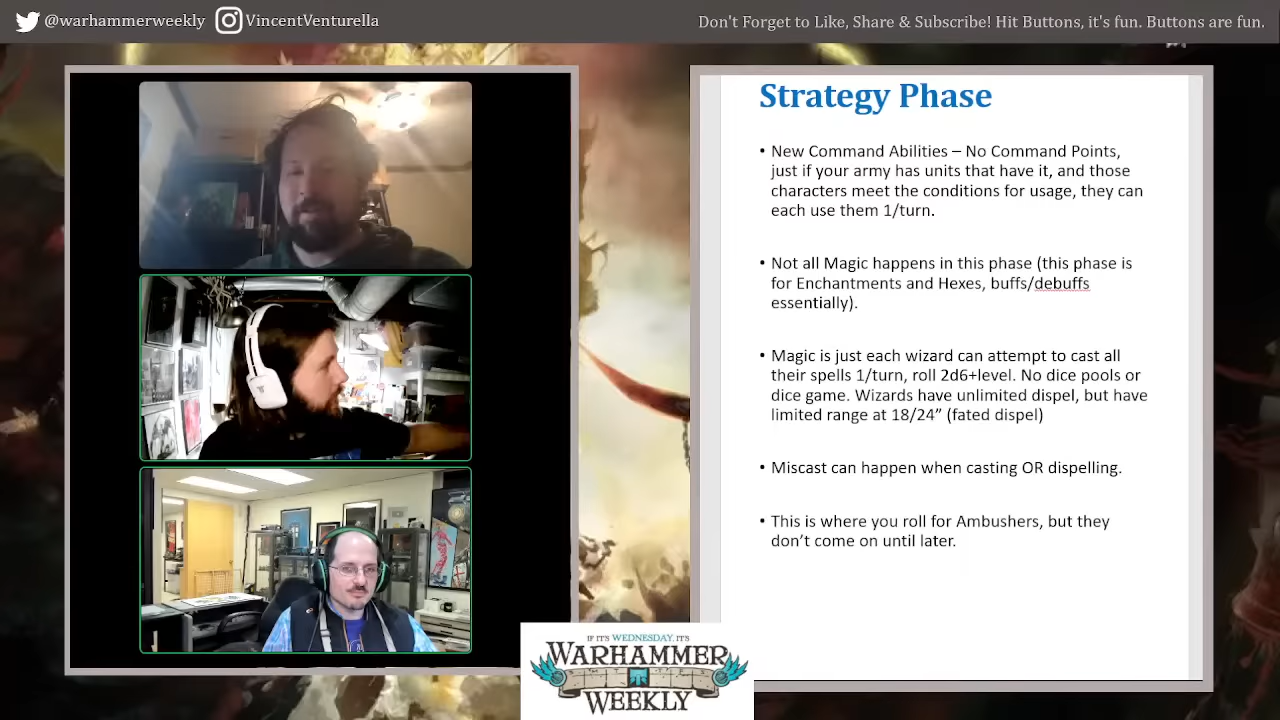 @warhammerweekly VincentVenturella
Don't Forget to Like, Share & Subscribe! Hit Buttons, it's fun. Buttons are fun.
Strategy Phase
• New Command Abilities – No Command Points,
just if your army has units that have it, and those
characters meet the conditions for usage, they can
each use them 1/turn.
• Not all Magic happens in this phase (this phase is
for Enchantments and Hexes, buffs/debuffs
essentially).
• Magic is just each wizard can attempt to cast all
their spells 1/turn, roll 2d6+level. No dice pools or
dice game. Wizards have unlimited dispel, but have
limited range at 18/24” (fated dispel)
• Miscast can happen when casting OR dispelling.
• This is where you roll for Ambushers, but they
don’t come on until later.
IF IT'S WEDNESDAY, IT'S
WARHAMMER
WEEKLY